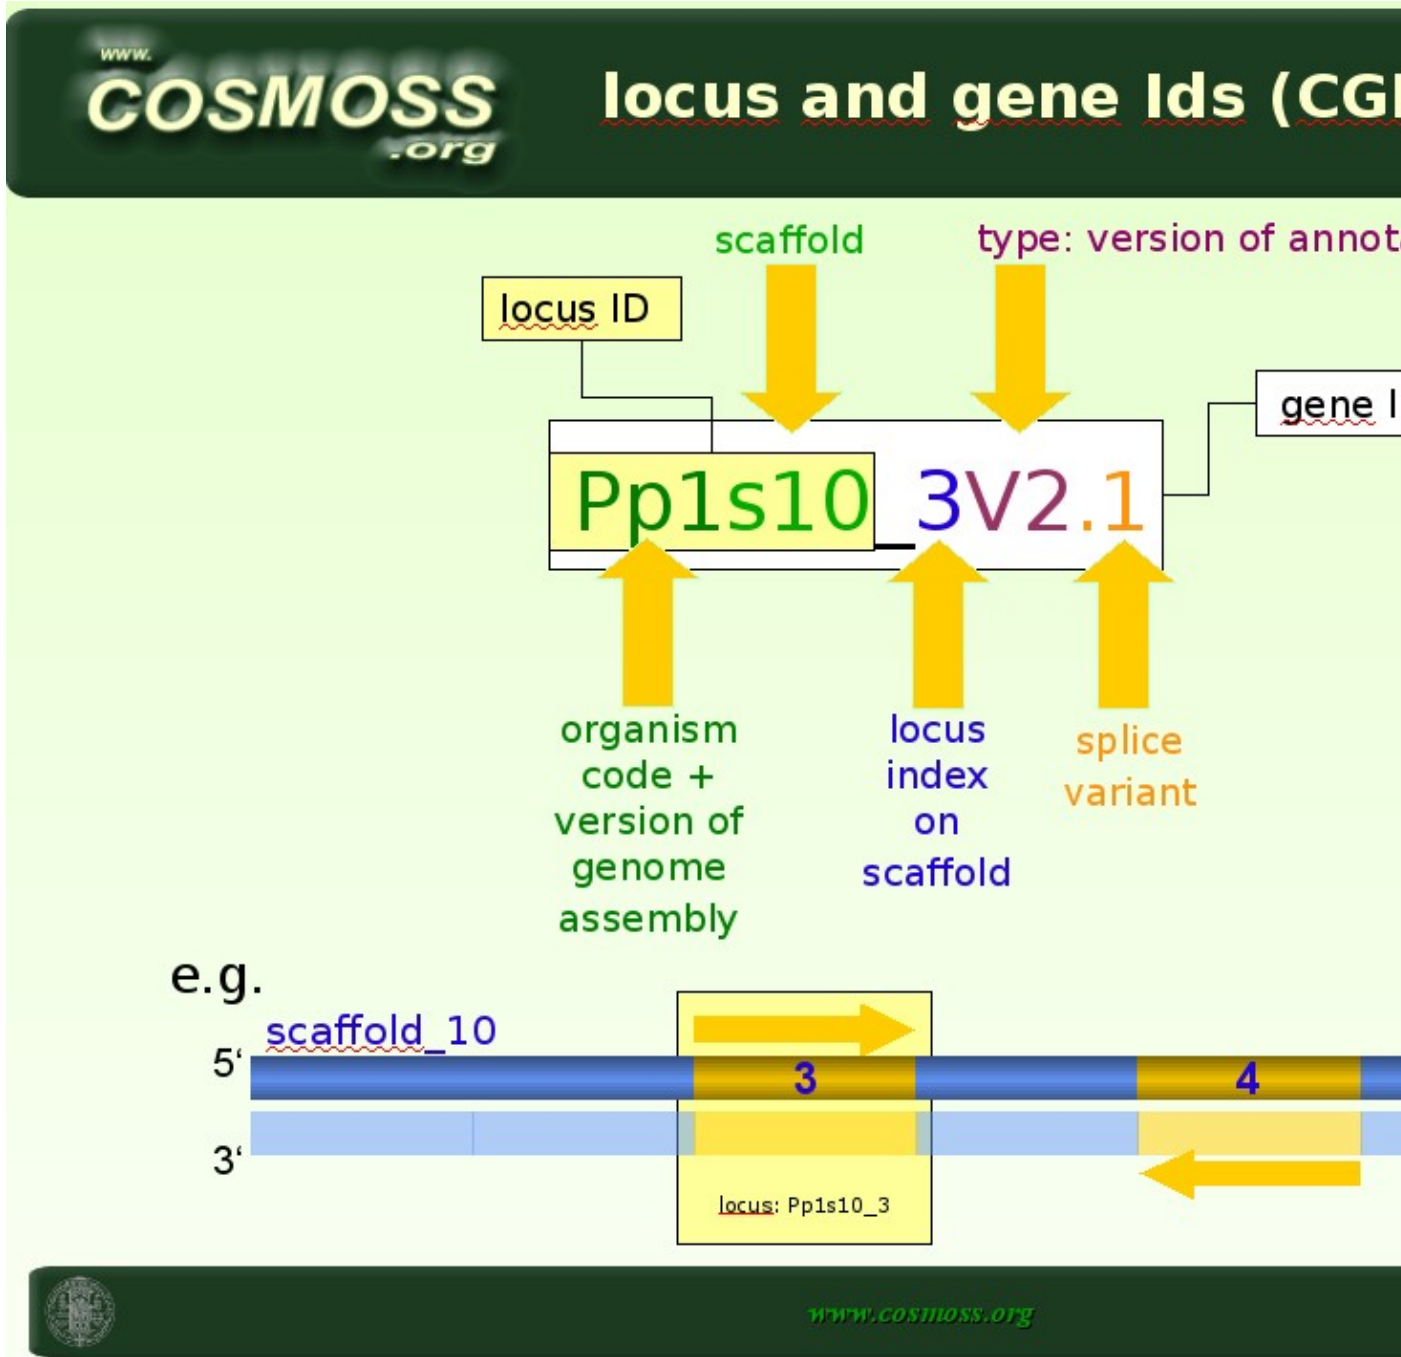 www.
COSMOSS
.org
locus and gene Ids (CGI
scaffold
type: version of annot
locus ID
gene I
Pp1s10_3V2.1
organism
code +
version of
genome
assembly
locus
index
on
scaffold
splice
variant
e.g.
scaffold_10
5‘
3
4
3‘
locus: Pp1s10_3
www.cosmoss.org